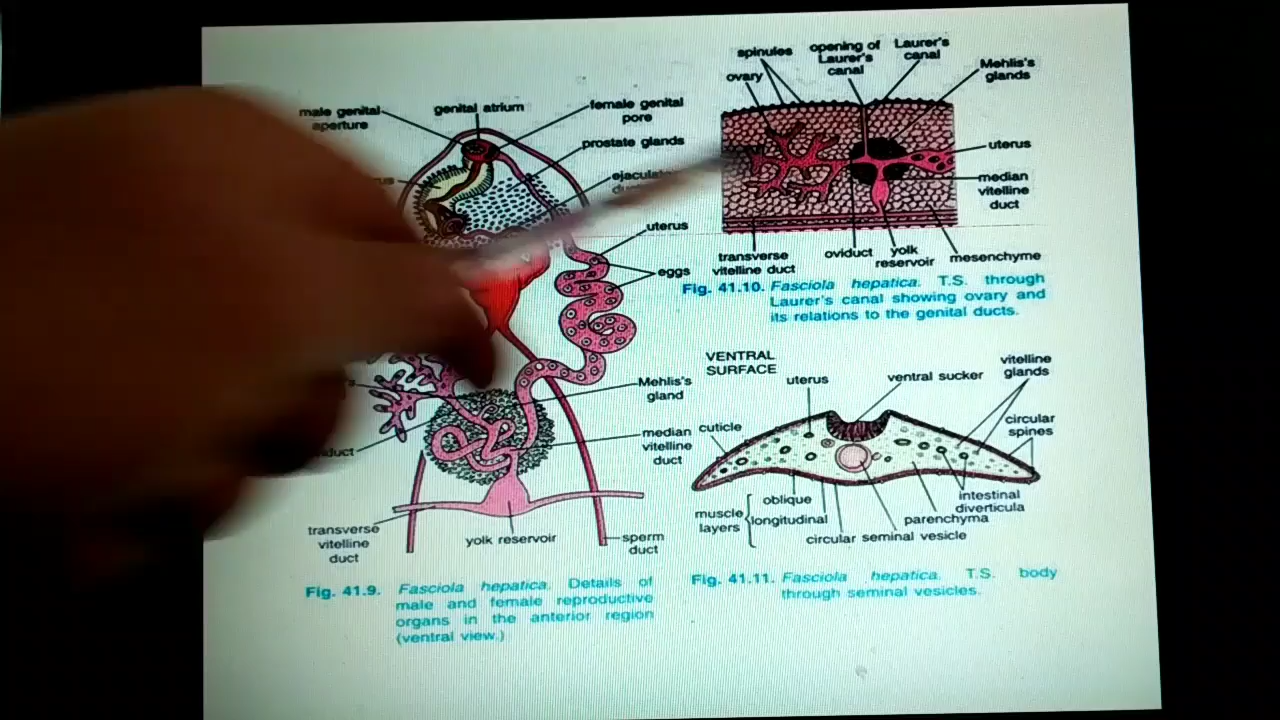 male genital
aperture
genital atrium
female genital
pore
prostate glands
uterus
eggs
Mehlis's
gland
median
vitelline
duct
transverse
vitelline
duct
yolk reservoir
sperm
duct
Fig. 41.9. Fasciola hepatica. Details of
male and female reproductive
organs in the anterior region
(ventral view.)
spinules
opening of
Laurer's
canal
Laurer's
canal
ovary
Mehlis's
glands
uterus
median
vitelline
duct
transverse
vitelline duct
oviduct
yolk
reservoir
mesenchyme
Fig. 41.10. Fasciola hepatica. T.S. through
Laurer's canal showing ovary and
its relations to the genital ducts.
VENTRAL
SURFACE
uterus
ventral sucker
vitelline
glands
circular
spines
cuticle
muscle
layers
oblique
longitudinal
circular seminal vesicle
parenchyma
intestinal
diverticula
Fig. 41.11. Fasciola hepatica. T.S. body
through seminal vesicles.